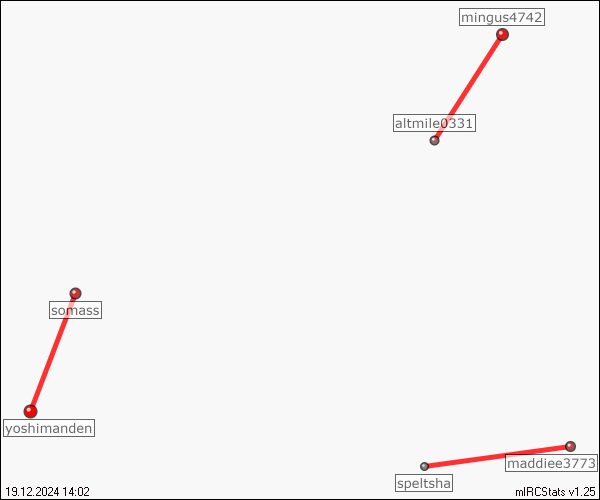 mingus4742
altmile0331
somass
yoshimanden
maddiee3773
speltsha
19.12.2024 14:02
mIRCStats v1.25